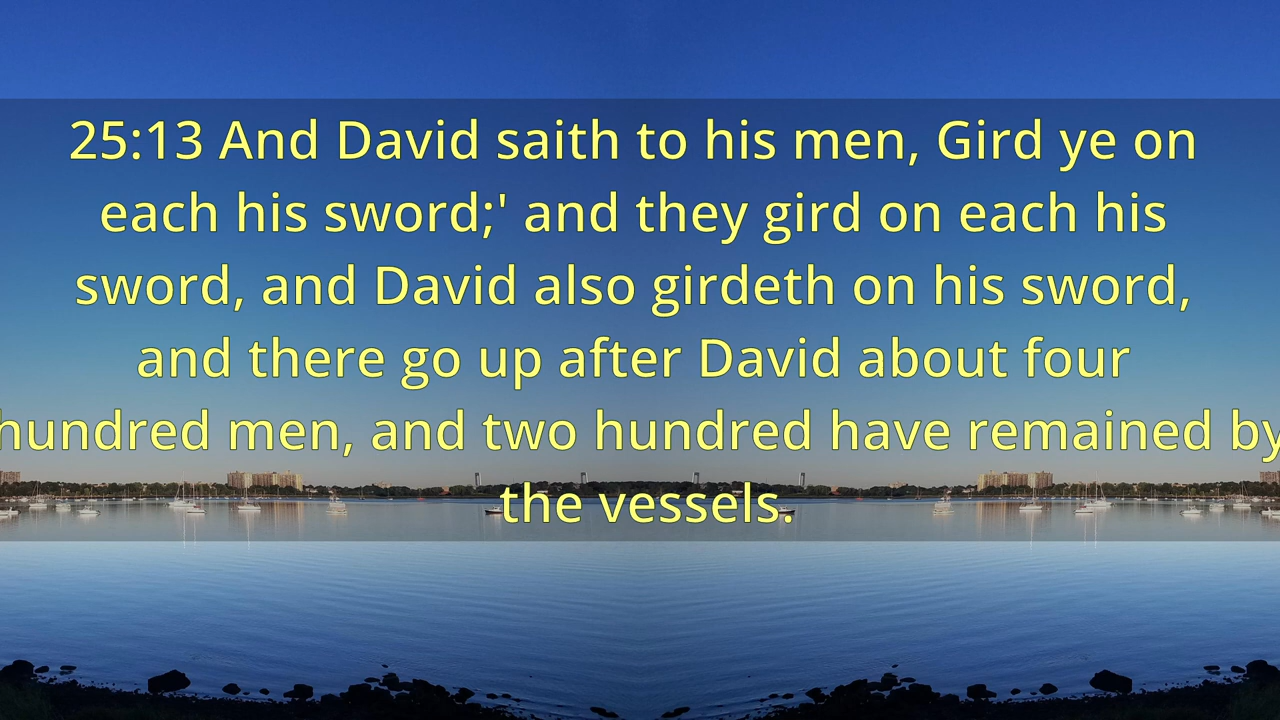 25:13 And David saith to his men, Gird ye on
each his sword;' and they gird on each his
sword, and David also girdeth on his sword,
and there go up after David about four
hundred men, and two hundred have remained by
the vessels.